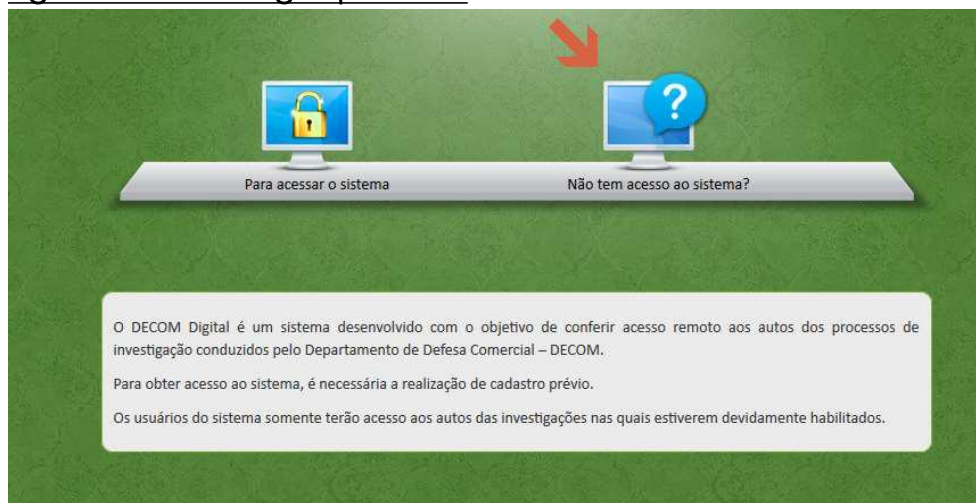 Para acessar o sistema
Não tem acesso ao sistema?
?
O DECOM Digital é um sistema desenvolvido com o objetivo de conferir acesso remoto aos autos dos processos de
investigação conduzidos pelo Departamento de Defesa Comercial – DECOM.
Para obter acesso ao sistema, é necessária a realização de cadastro prévio.
Os usuários do sistema somente terão acesso aos autos das investigações nas quais estiverem devidamente habilitados.